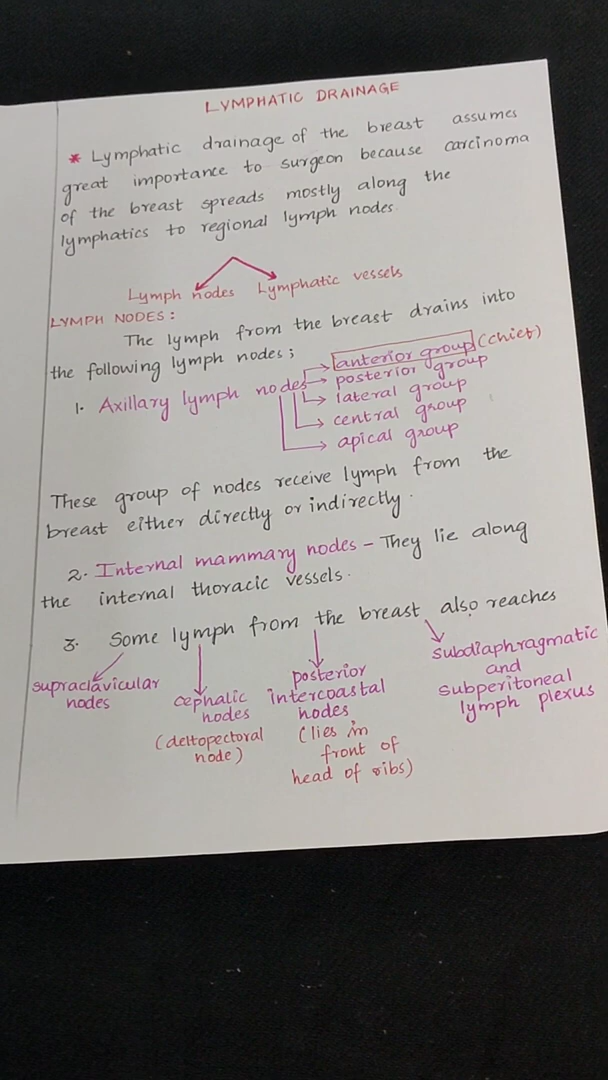 LYMPHATIC DRAINAGE
* Lymphatic drainage of the breast assumes
great importance to surgeon because carcinoma
of the breast spreads mostly along the
lymphatics to regional lymph nodes.
Lymph nodes Lymphatic vessels
LYMPH NODES:
The lymph from the breast drains into
the following lymph nodes;
1. Axillary lymph nodes
anterior group (chief)
posterior group
lateral group
central group
apical group
These group of nodes receive lymph from the
breast either directly or indirectly.
2. Internal mammary nodes - They lie along
the internal thoracic vessels.
3. Some lymph from the breast also reaches
supraclavicular
nodes
cephalic
nodes
(deltopectoral
node)
posterior
intercoastal
nodes
(lies in
front of
head of ribs)
subdiaphragmatic
and
subperitoneal
lymph plexus